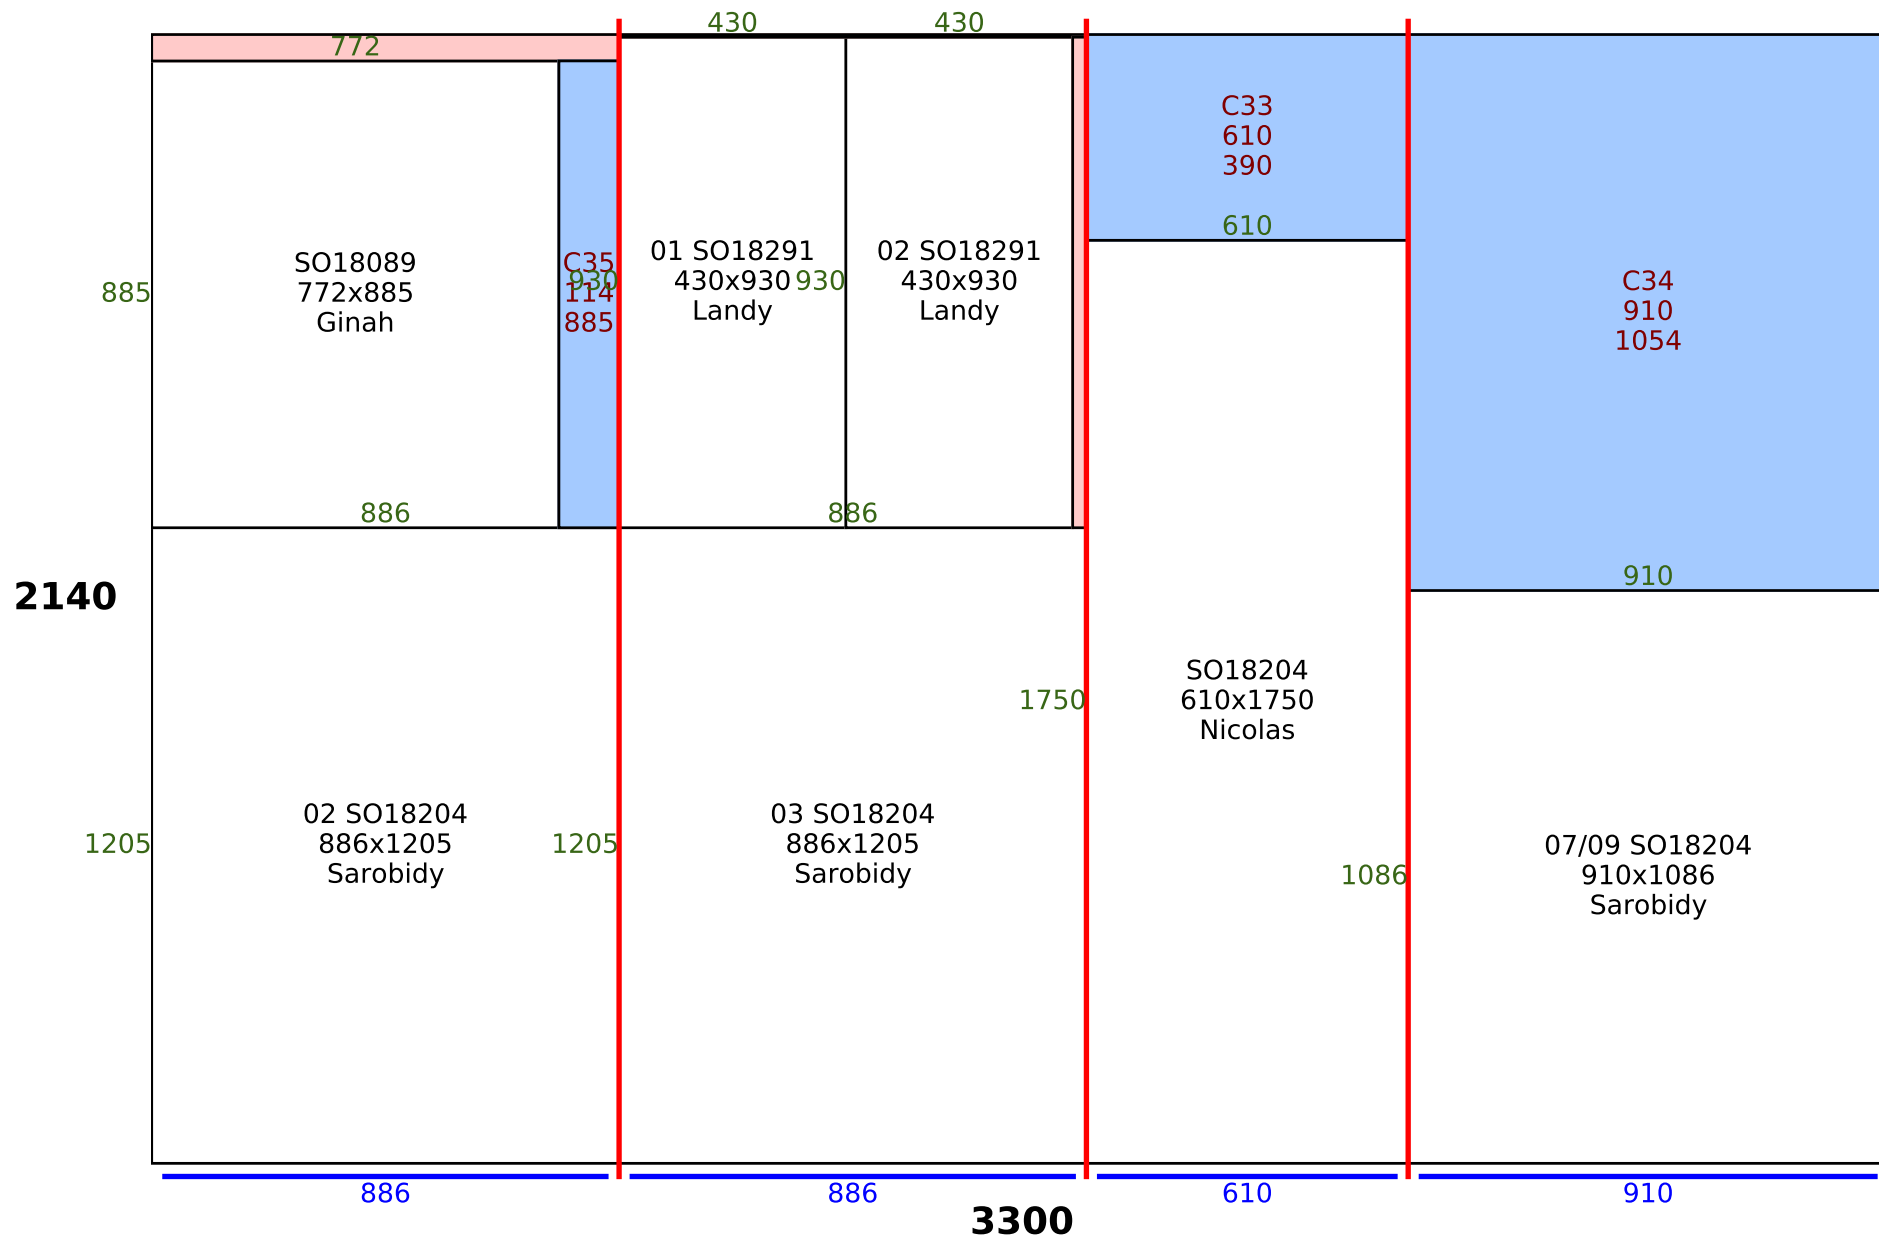 430
430
772
C33
610
390
610
SO18089
772x885
Ginah
885
C35
114
885
930
01 SO18291
430x930
Landy
930
02 SO18291
430x930
Landy
C34
910
1054
886
886
910
2140
SO18204
610x1750
Nicolas
1750
02 SO18204
886x1205
Sarobidy
1205
1205
03 SO18204
886x1205
Sarobidy
07/09 SO18204
910x1086
Sarobidy
1086
886
886
610
910
3300